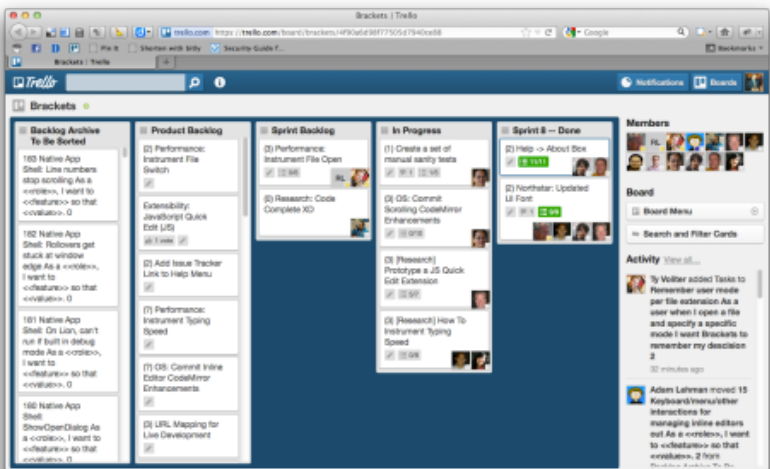 Brackets | Trello
trello.com
https://trello.com/board/brackets/
Google
Pin It
Shorten with bitly
Security Guide f...
Bookmarks
Brackets | Trello
Trello
Notifications
Boards
Brackets
Backlog Archive
To Be Sorted
183 Native App
Shell: Line numbers
stop scrolling As a
<<role>>, I want to
<<feature>> so that
<<value>>. 0
182 Native App
Shell: Rollovers get
stuck at window
edge As a <<role>>,
I want to
<<feature>> so that
<<value>>. 0
181 Native App
Shell: On Lion, can't
run if built in debug
mode As a <<role>>,
I want to
<<feature>> so that
<<value>>. 0
180 Native App
Shell:
ShowOpenDialog As
a <<role>>, I want to
<<feature>> so that
<<value>>. 0
Product Backlog
(2) Performance:
Instrument File
Switch
Extensibility:
JavaScript Quick
Edit (JS)
1 vote
(2) Add Issue Tracker
Link to Help Menu
(7) Performance:
Instrument Typing
Speed
(?) OS: Commit Inline
Editor CodeMirror
Enhancements
(3) URL Mapping for
Live Development
Sprint Backlog
(3) Performance:
Instrument File Open
RL
Research: Code
Complete XD
In Progress
(1) Create a set of
manual sanity tests
1
(3) OS: Commit
Scrolling CodeMirror
Enhancements
(3) [Research]
Prototype a JS Quick
Edit Extension
(3) [Research] How To
Instrument Typing
Speed
Sprint 8 -- Done
(2) Help -> About Box
11/11
(2) Northstar: Updated
UI Font
1
Members
RL
Board
Board Menu
Search and Filter Cards
Activity View all...
Ty Voliter added Tasks to
Remember user mode
per file extension As a
user when I open a file
and specify a specific
mode I want Brackets to
remember my descision
2
32 minutes ago
Adam Lehman moved 15
Keyboard/menu/other
interactions for
managing inline editors
out As a <<role>>, I want
to <<feature>> so that
<<value>>. 2 from